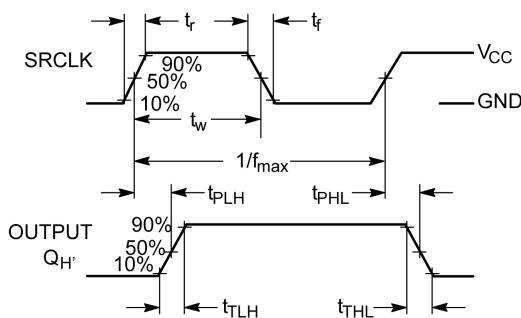 tr
tf
SRCLK
90%
50%
10%
VCC
GND
tw
1/fmax
tPLH
tPHL
OUTPUT
QH'
90%
50%
10%
tTLH
tTHL